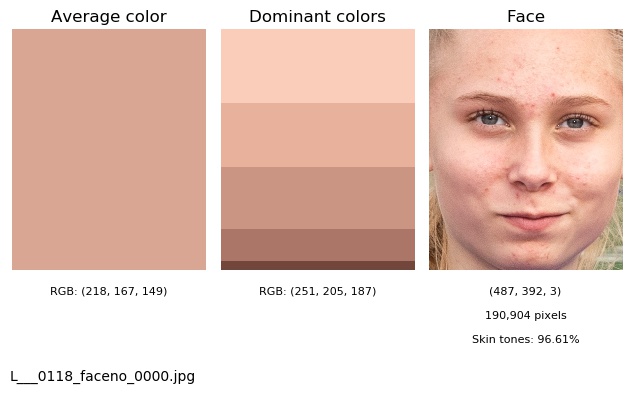 Average color
Dominant colors
Face
RGB: (218, 167, 149)
RGB: (251, 205, 187)
(487, 392, 3)
190,904 pixels
Skin tones: 96.61%
L___0118_faceno_0000.jpg